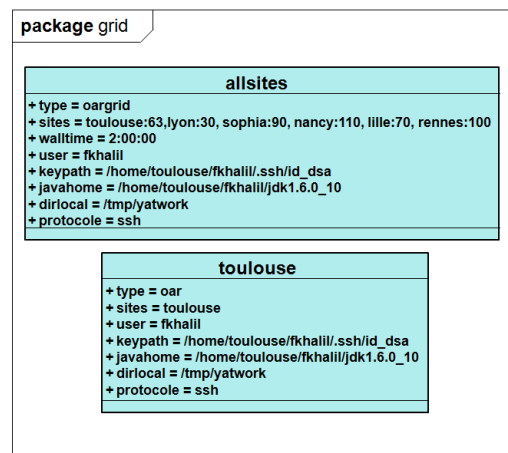 package grid
allsites
+ type = oargrid
+ sites = toulouse:63,lyon:30, sophia:90, nancy:110, lille:70, rennes:100
+ walltime = 2:00:00
+ user = fkhalil
+ keypath = /home/toulouse/fkhalil/.ssh/id_dsa
+ javahome = /home/toulouse/fkhalil/jdk1.6.0_10
+ dirlocal = /tmp/yatwork
+ protocole = ssh
toulouse
+ type = oar
+ sites = toulouse
+ user = fkhalil
+ keypath = /home/toulouse/fkhalil/.ssh/id_dsa
+ javahome = /home/toulouse/fkhalil/jdk1.6.0_10
+ dirlocal = /tmp/yatwork
+ protocole = ssh